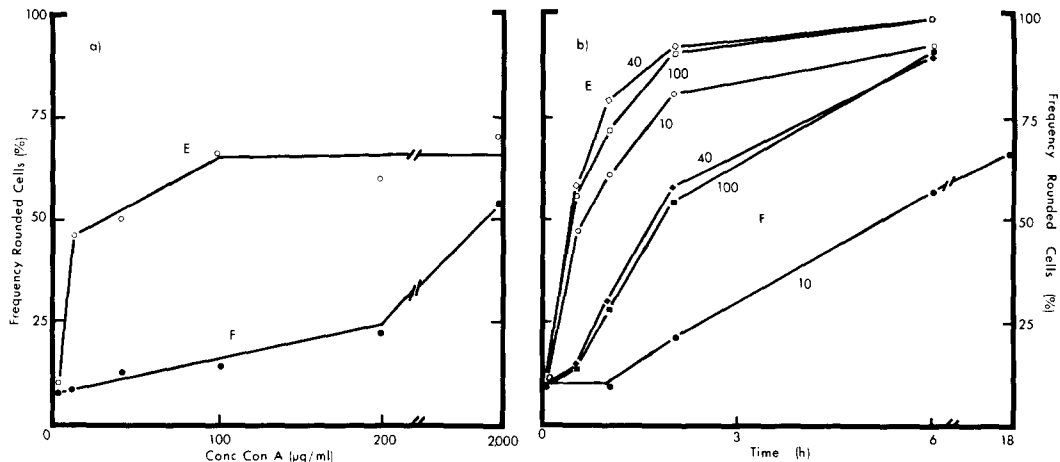 100
75
50
25
0
Frequency Rounded Cells (%)
a)
E
F
100
200
2000
Conc Con A (µg/ml)
b)
E
40
100
10
40
100
F
10
0
3
6
18
Time (h)
100
75
50
25
Frequency Rounded Cells (%)